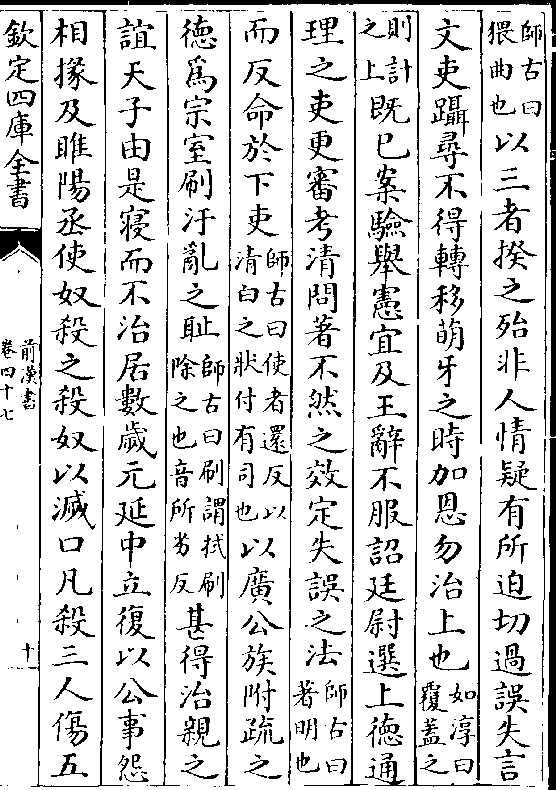 師古曰猥曲也以三者揆之殆非人情疑有所迫切過誤失言
文吏躡尋不得轉移萌牙之時加恩勿治上也如淳曰覆蓋之
則計之上既已案驗舉憲宜及王辭不服詔廷尉選上德通
理之吏更審考清問著不然之效定失誤之法師古曰著明也
而反命於下吏師古曰使者還反以清白之狀付有司也以廣公族附疏之
德爲宗室刷汙亂之耻師古曰刷謂拭刷除之也音所劣反甚得治親之
誼天子由是寢而不治居數歲元延中立復以公事怨
相掾及睢陽丞使奴殺之殺奴以滅口凡殺三人傷五
欽定四庫全書
前漢書
卷四十七
十